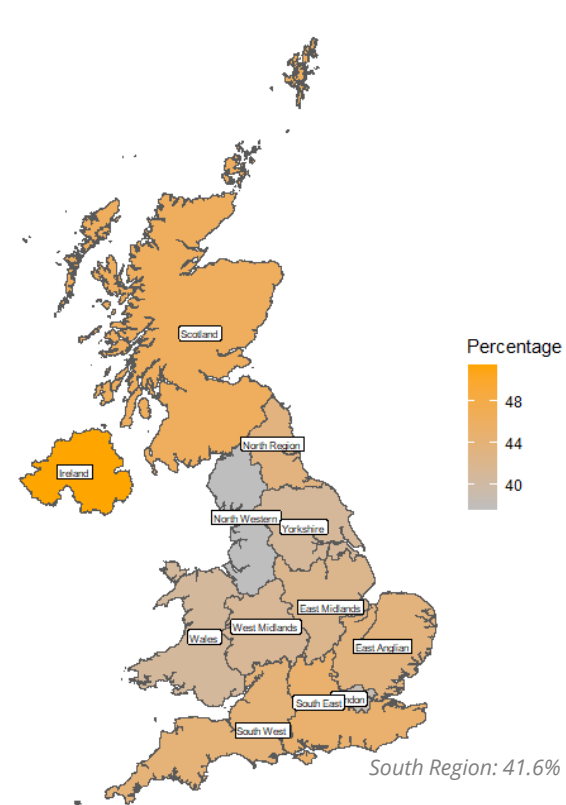 Scotland
Percentage
48
44
40
North Region
Ireland
North Western
Yorkshire
East Midlands
West Midlands
Wales
East Anglian
South East
South West
South Region: 41.6%